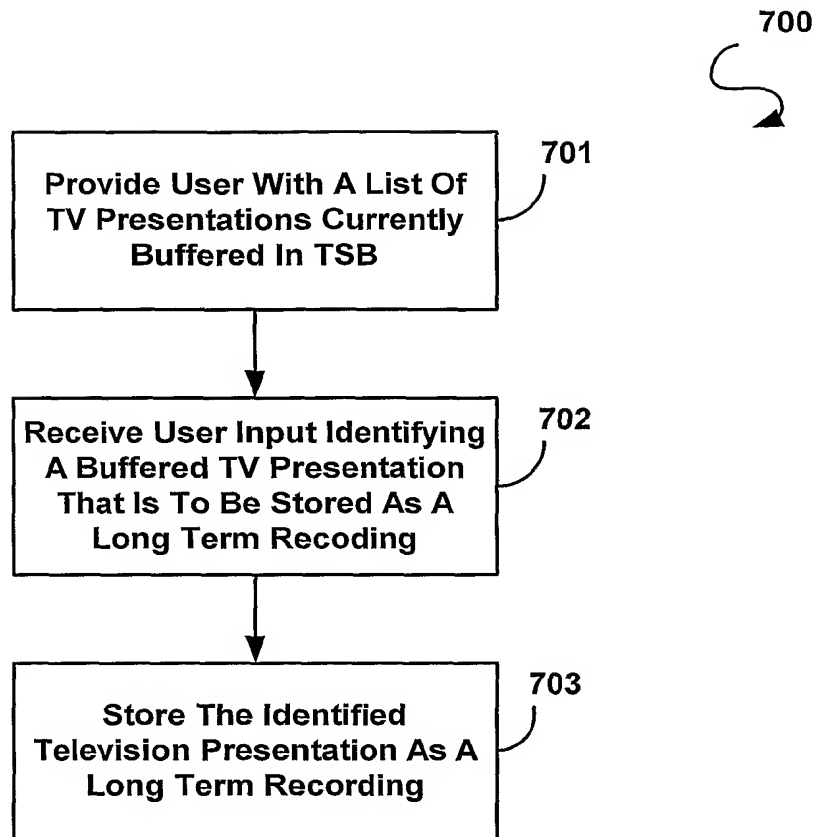 700
Provide User With A List Of
TV Presentations Currently
Buffered In TSB
701
Receive User Input Identifying
A Buffered TV Presentation
That Is To Be Stored As A
Long Term Recoding
702
Store The Identified
Television Presentation As A
Long Term Recording
703